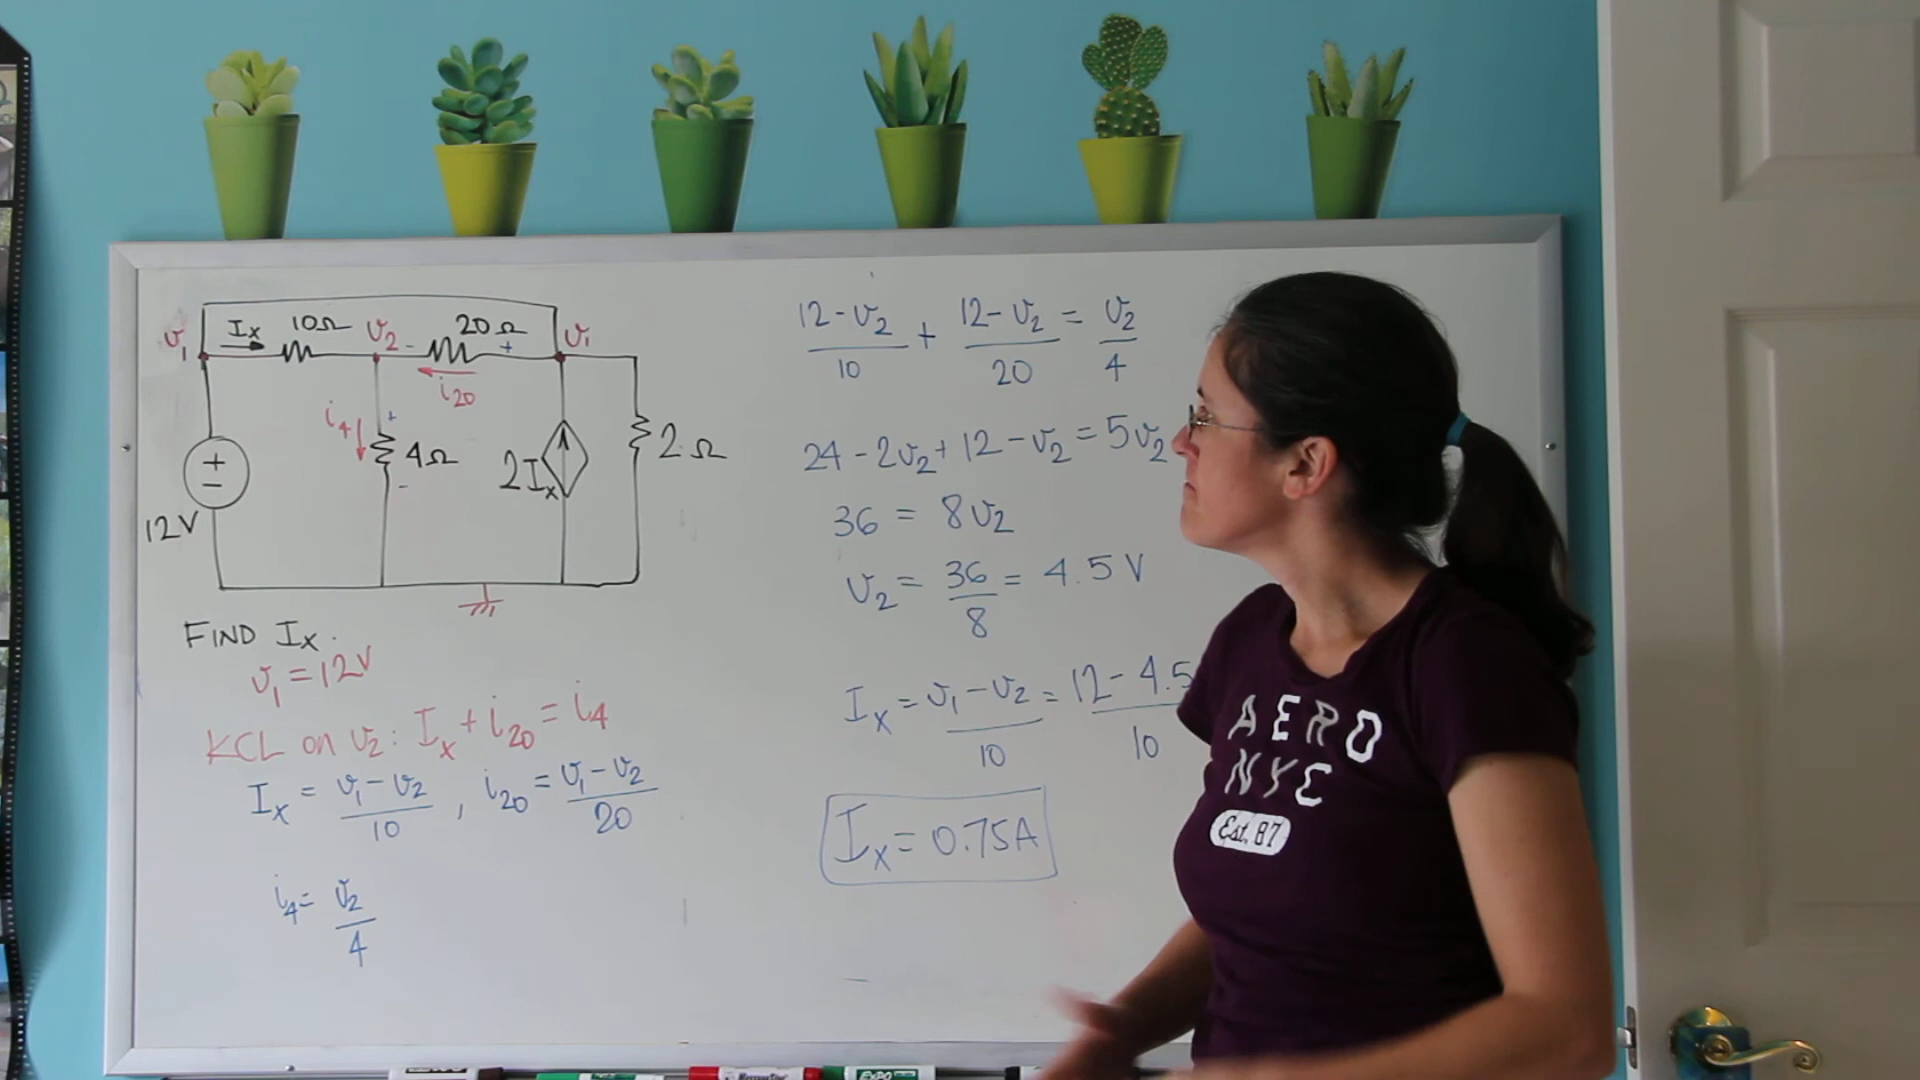 v1 Ix 10Ω v2 - 20Ω + v1
i20
i4 + 4Ω -
2Ix
2Ω
+
-
12V
FIND Ix.
v1 = 12V
KCL on v2: Ix + i20 = i4
Ix = v1 - v2 / 10 , i20 = v1 - v2 / 20
i4 = v2 / 4
12 - v2 / 10 + 12 - v2 / 20 = v2 / 4
24 - 2v2 + 12 - v2 = 5v2
36 = 8v2
v2 = 36 / 8 = 4.5 V
Ix = v1 - v2 / 10 = 12 - 4.5 / 10
Ix = 0.75A
AERO
NYC
Est. 87
EXPO